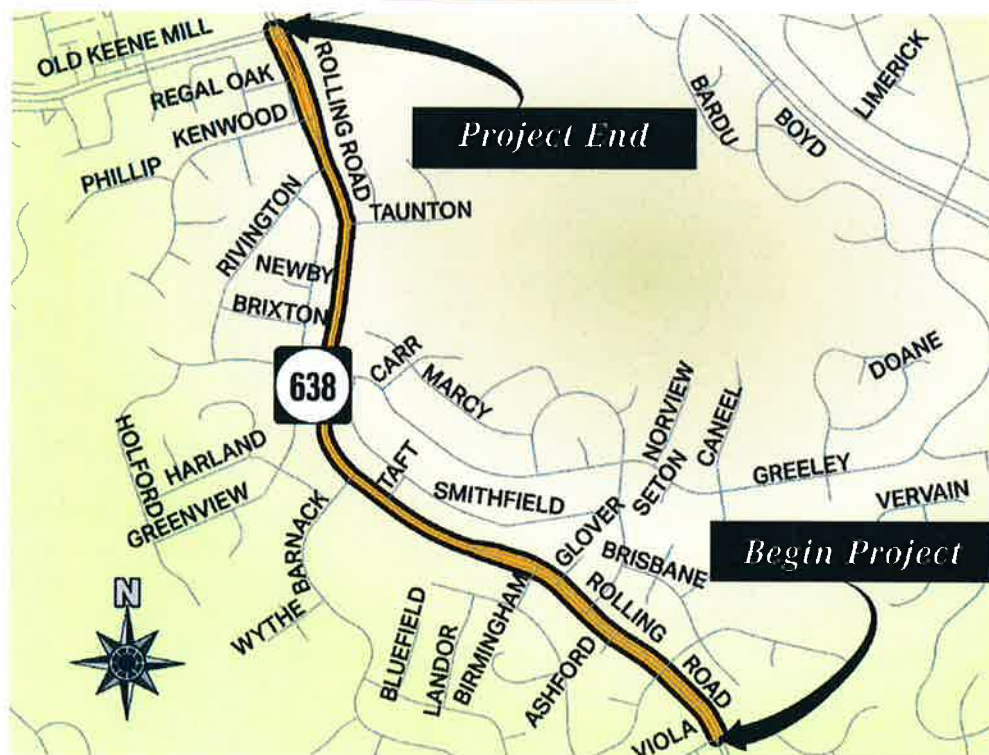 OLD KEENE MILL
ROLLING ROAD
REGAL OAK
KENWOOD
PHILLIP
Project End
BARDU
BOYD
LIMERICK
RIVINGTON
TAUNTON
NEWBY
BRIXTON
638
CARR
MARCY
DOANE
NORVIEW
CANEEL
SETON
HOLFORD
HARLAND
GREENVIEW
TAFT
SMITHFIELD
GREELEY
VERVAIN
BARNACK
GLOVER
BRISBANE
Begin Project
N
WYTHE
BLUEFIELD
LANDOR
BIRMINGHAM
ASHFORD
ROLLING ROAD
VIOLA